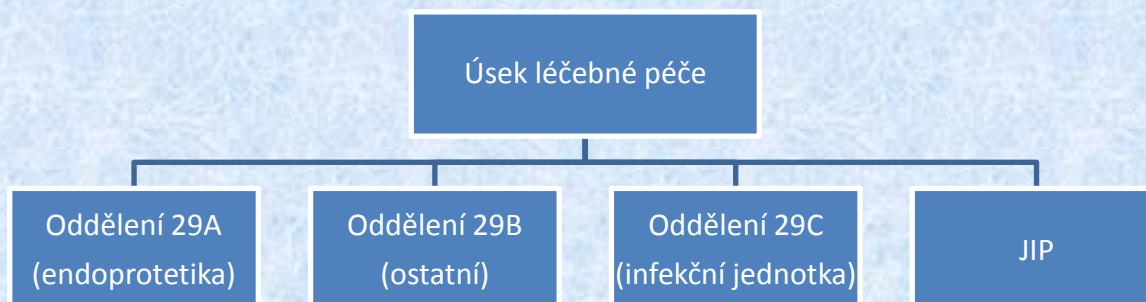 Úsek léčebné péče
Oddělení 29A
(endoprotetika)
Oddělení 29B
(ostatní)
Oddělení 29C
(infekční jednotka)
JIP